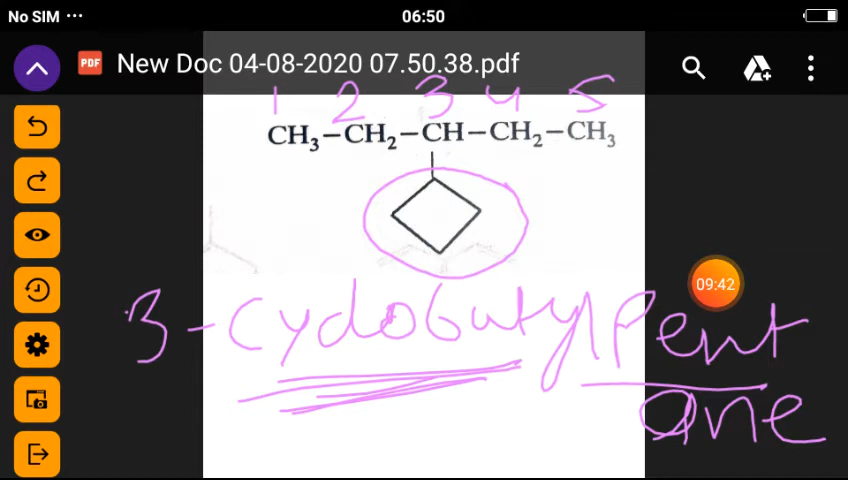 No SIM ··· 06:50
PDF New Doc 04-08-2020 07.50.38.pdf
1 2 3 4 5
CH₃−CH₂−CH−CH₂−CH₃
09:42
3-cyclobutylpent
ane